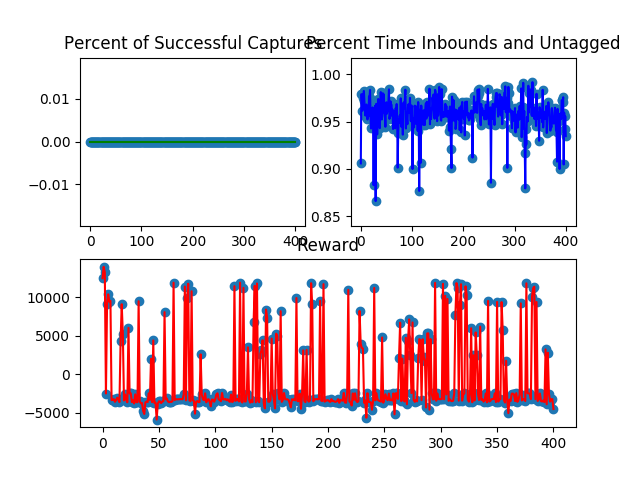 Percent of Successful Captures
Percent Time Inbounds and Untagged
0.01
0.00
−0.01
0 100 200 300 400
1.00
0.95
0.90
0.85
0 100 200 300 400
Reward
10000
5000
0
−5000
0 50 100 150 200 250 300 350 400